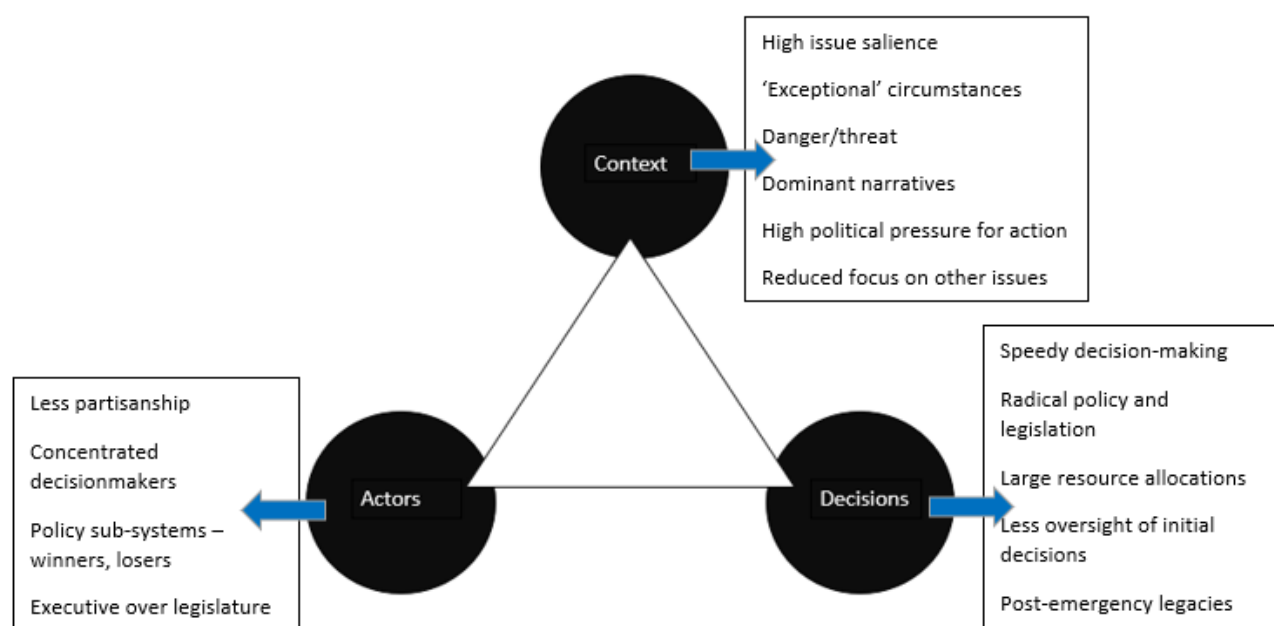 High issue salience
‘Exceptional’ circumstances
Danger/threat
Dominant narratives
High political pressure for action
Reduced focus on other issues
Context
Speedy decision-making
Radical policy and
legislation
Large resource allocations
Less oversight of initial
decisions
Post-emergency legacies
Decisions
Less partisanship
Concentrated
decisionmakers
Policy sub-systems –
winners, losers
Executive over legislature
Actors